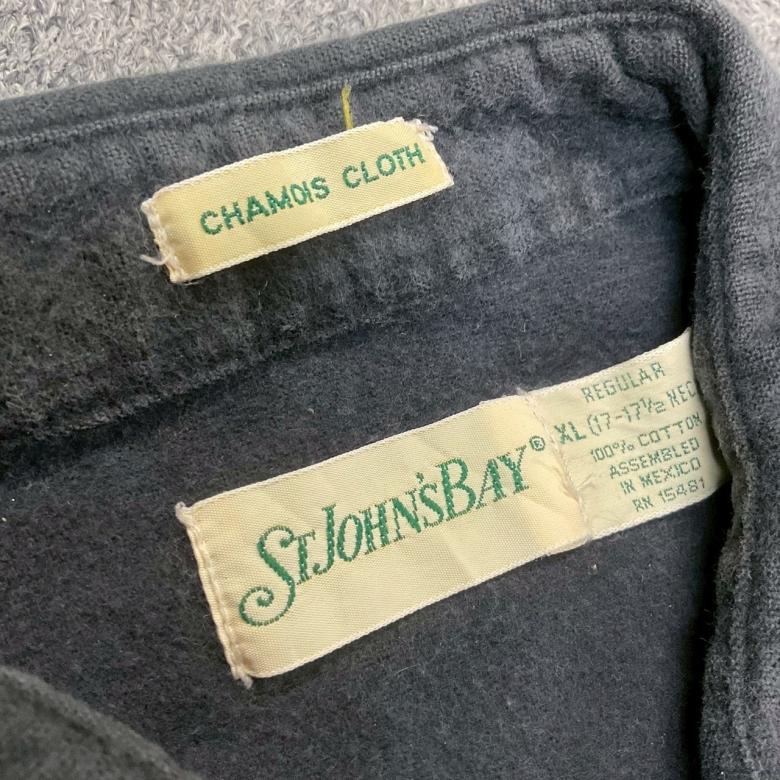 CHAMOIS CLOTH
ST.JOHN'S BAY®
REGULAR
XL (17-17½ NEC
100% COTTON
ASSEMBLED
IN MEXICO
RN 15481